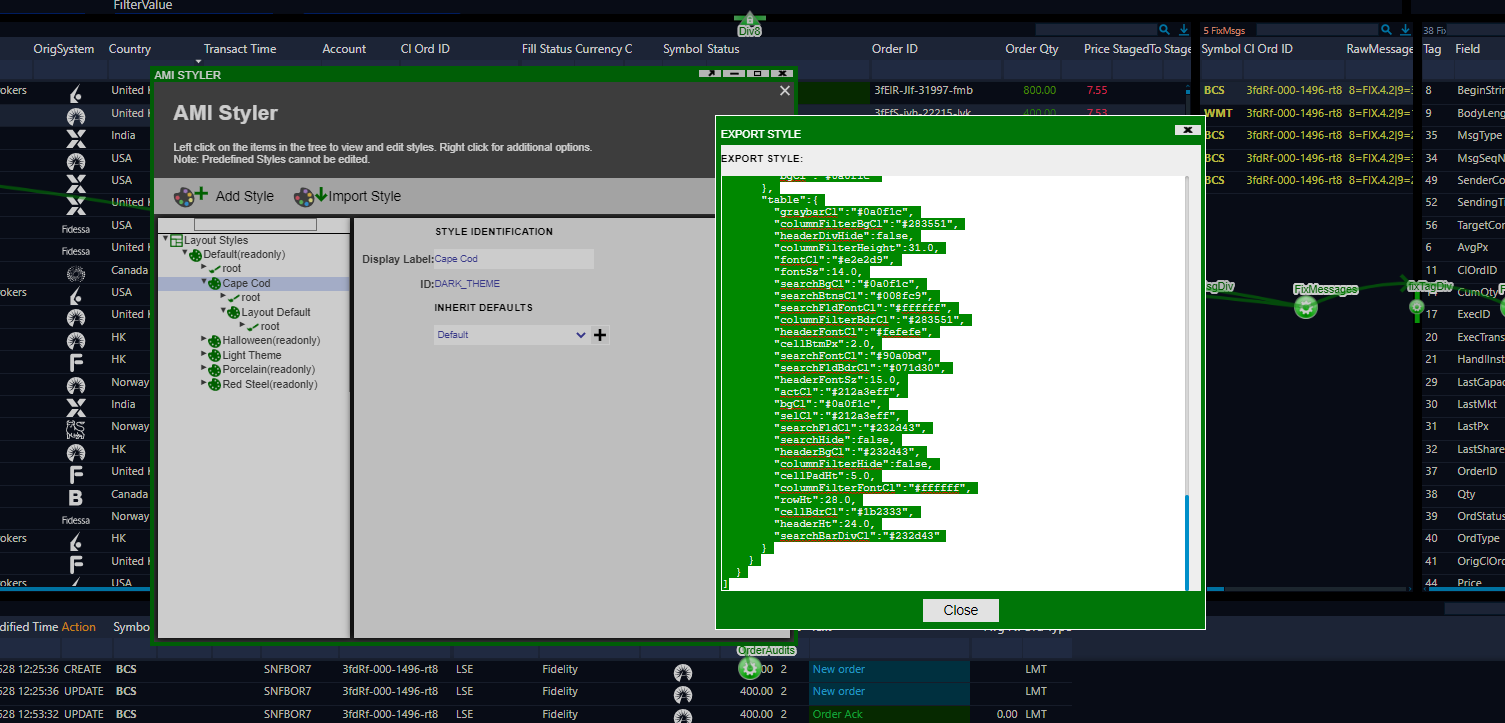 FilterValue
Div8
OrigSystem Country Transact Time Account Cl Ord ID Fill Status Currency C Symbol Status Order ID Order Qty Price StagedTo Stage
5 FixMsgs
Symbol Cl Ord ID RawMessage
38 Fix
Tag Field
okers United K
United K
India
USA
USA
United K
Fidessa USA
Fidessa United K
Canada
okers USA
United K
HK
HK
Norway
India
Norway
HK
United K
Canada
Fidessa Norway
okers HK
United K
okers USA
3fEIR-JIf-31997-fmb 800.00 7.55
3fEfS-ivb-22215-lvk 400.00 7.53
BCS 3fdRf-000-1496-rt8 8=FIX.4.2|9=
WMT 3fdRf-000-1496-rt8 8=FIX.4.2|9=1
BCS 3fdRf-000-1496-rt8 8=FIX.4.2|9=
BCS 3fdRf-000-1496-rt8 8=FIX.4.2|9=2
BCS 3fdRf-000-1496-rt8 8=FIX.4.2|9=2
8 BeginStrin
9 BodyLeng
35 MsgType
34 MsgSeqN
49 SenderCo
52 SendingTi
56 TargetCor
6 AvgPx
11 ClOrdID
14 CumQty
17 ExecID
20 ExecTrans
21 HandlInst
29 LastCapac
30 LastMkt
31 LastPx
32 LastShare
37 OrderID
38 Qty
39 OrdStatus
40 OrdType
41 OrigClOrd
44 Price
sgDiv
FixMessages
fixTagDiv
AMI STYLER
AMI Styler
Left click on the items in the tree to view and edit styles. Right click for additional options.
Note: Predefined Styles cannot be edited.
Add Style Import Style
Layout Styles
Default(readonly)
root
Cape Cod
root
Layout Default
root
Halloween(readonly)
Light Theme
Porcelain(readonly)
Red Steel(readonly)
STYLE IDENTIFICATION
Display Label: Cape Cod
ID: DARK_THEME
INHERIT DEFAULTS
Default
EXPORT STYLE
EXPORT STYLE:
"bgCl":"#0a0f1c"
},
"table":{
"graybarCl":"#0a0f1c",
"columnFilterBgCl":"#283551",
"headerDivHide":false,
"columnFilterHeight":31.0,
"fontCl":"#e2e2d9",
"fontSz":14.0,
"searchBgCl":"#0a0f1c",
"searchBtnsCl":"#008fc9",
"searchFldFontCl":"#ffffff",
"columnFilterBdrCl":"#283551",
"headerFontCl":"#fefefe",
"cellBtmPx":2.0,
"searchFontCl":"#90a0bd",
"searchFldBdrCl":"#071d30",
"headerFontSz":15.0,
"actCl":"#212a3eff",
"bgCl":"#0a0f1c",
"selCl":"#212a3eff",
"searchFldCl":"#232d43",
"searchHide":false,
"headerBgCl":"#232d43",
"columnFilterHide":false,
"cellPadHt":5.0,
"columnFilterFontCl":"#ffffff",
"rowHt":28.0,
"cellBdrCl":"#1b2333",
"headerHt":24.0,
"searchBarDivCl":"#232d43"
}
}
}
]
Close
dified Time Action Symbo
OrderAudits
528 12:25:36 CREATE BCS SNFBOR7 3fdRf-000-1496-rt8 LSE Fidelity 00 2 New order LMT
528 12:25:36 UPDATE BCS SNFBOR7 3fdRf-000-1496-rt8 LSE Fidelity 400.00 2 New order LMT
528 12:53:32 UPDATE BCS SNFBOR7 3fdRf-000-1496-rt8 LSE Fidelity 400.00 2 Order Ack 0.00 LMT